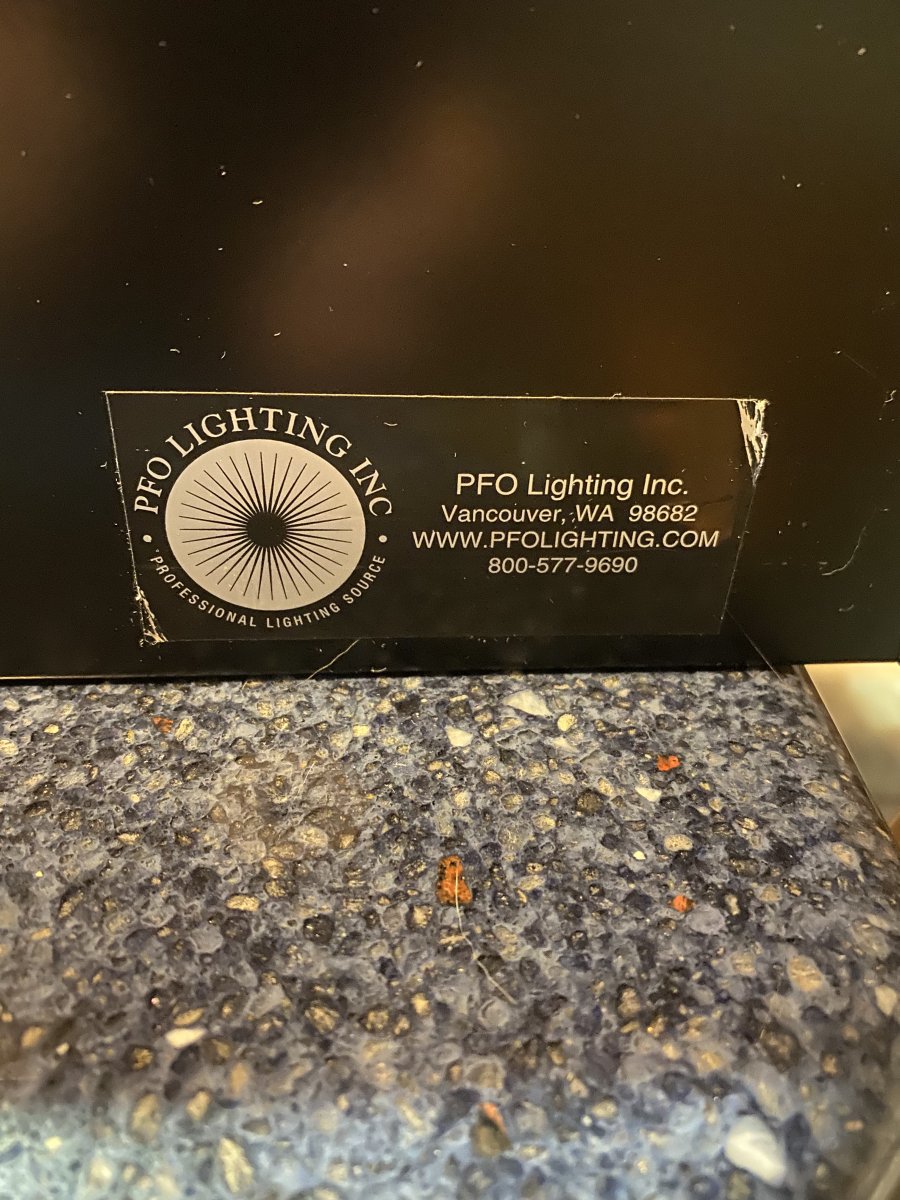 PFO LIGHTING INC
• PROFESSIONAL LIGHTING SOURCE •
PFO Lighting Inc.
Vancouver, WA 98682
WWW.PFOLIGHTING.COM
800-577-9690